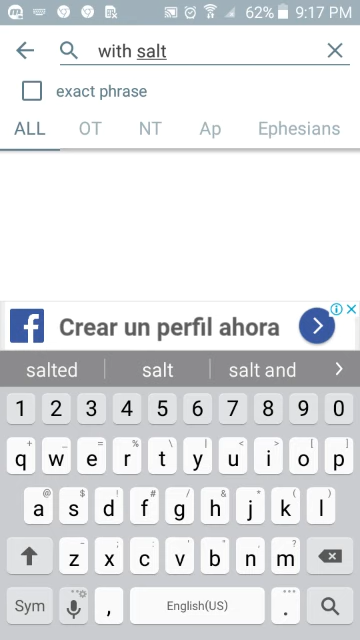 62% 9:17 PM
with salt
exact phrase
ALL OT NT Ap Ephesians
f Crear un perfil ahora
salted salt salt and
1 2 3 4 5 6 7 8 9 0
q w e r t y u i o p
a s d f g h j k l
z x c v b n m
Sym , English(US) .